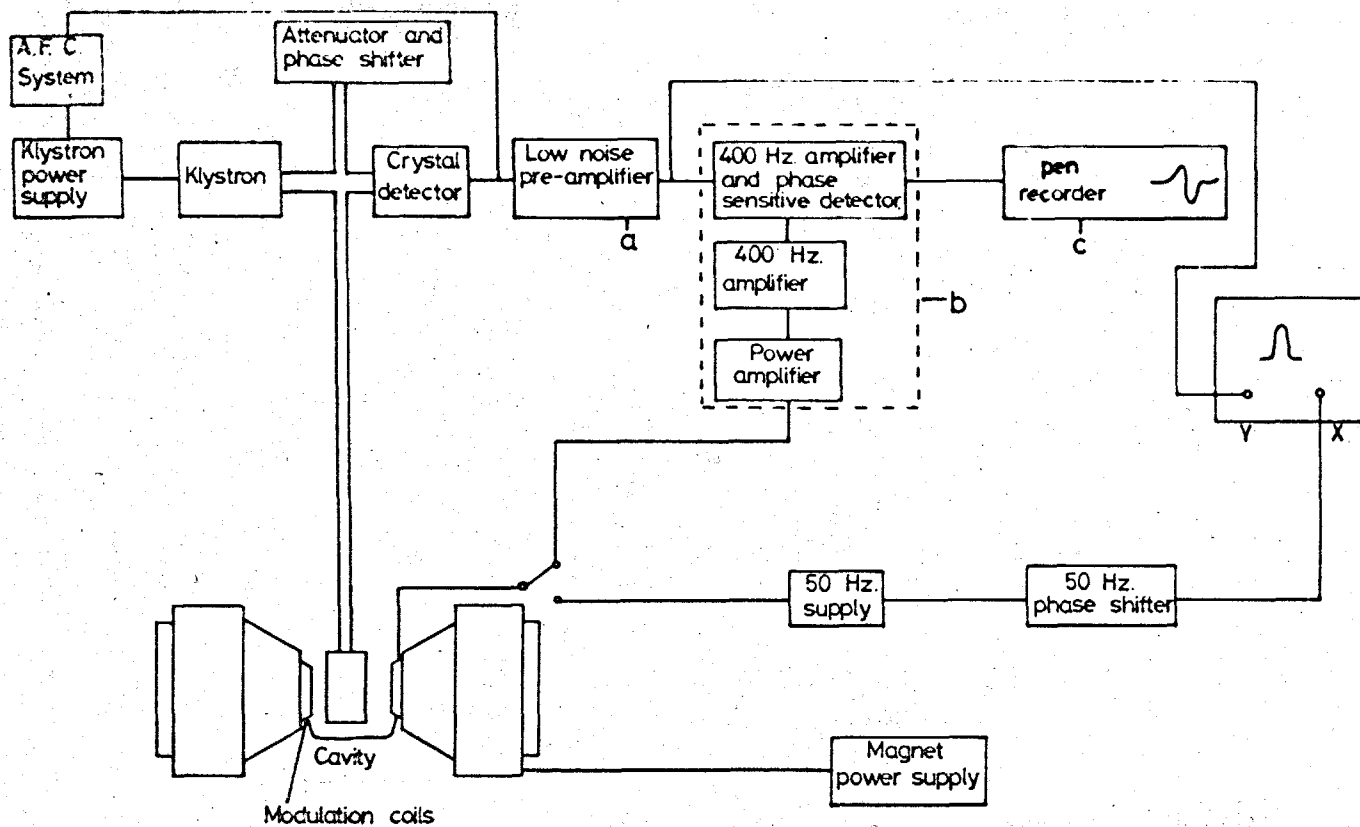 A.F.C.
System
Attenuator and
phase shifter
Klystron
power
supply
Klystron
Crystal
detector
Low noise
pre-amplifier
a
400 Hz. amplifier
and phase
sensitive detector.
pen
recorder
c
400 Hz.
amplifier
b
Power
amplifier
Y
X
50 Hz.
supply
50 Hz.
phase shifter
Cavity
Magnet
power supply
Modulation coils